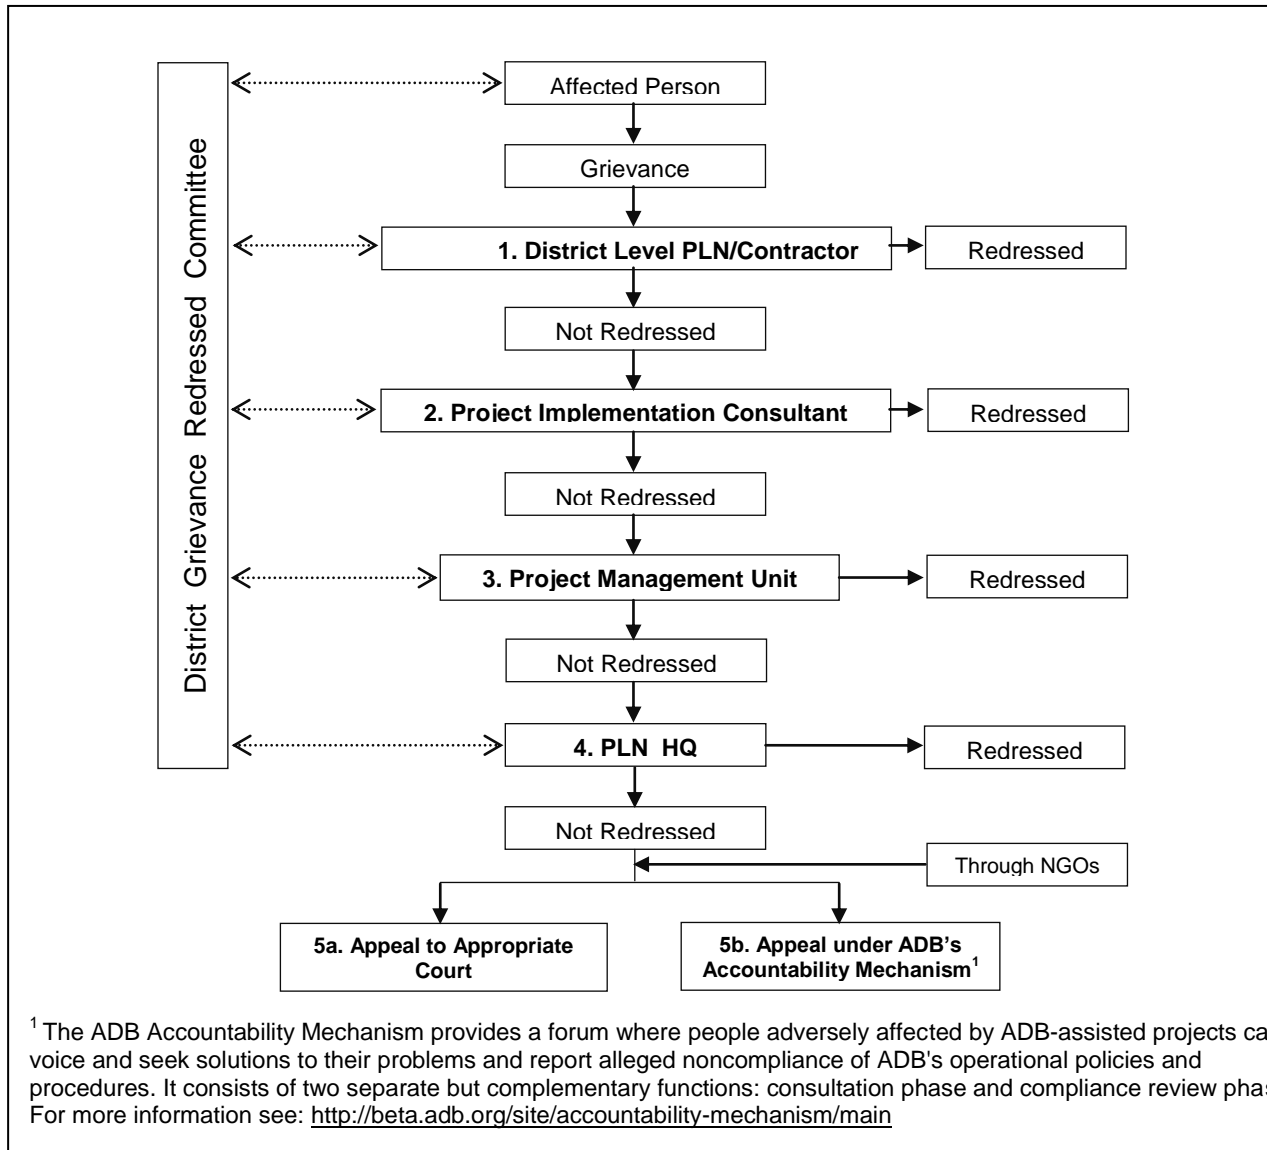 District Grievance Redressed Committee
Affected Person
Grievance
1. District Level PLN/Contractor
Redressed
Not Redressed
2. Project Implementation Consultant
Redressed
Not Redressed
3. Project Management Unit
Redressed
Not Redressed
4. PLN HQ
Redressed
Not Redressed
Through NGOs
5a. Appeal to Appropriate
Court
5b. Appeal under ADB’s
Accountability Mechanism¹
¹ The ADB Accountability Mechanism provides a forum where people adversely affected by ADB-assisted projects ca
voice and seek solutions to their problems and report alleged noncompliance of ADB's operational policies and
procedures. It consists of two separate but complementary functions: consultation phase and compliance review phas
For more information see: http://beta.adb.org/site/accountability-mechanism/main